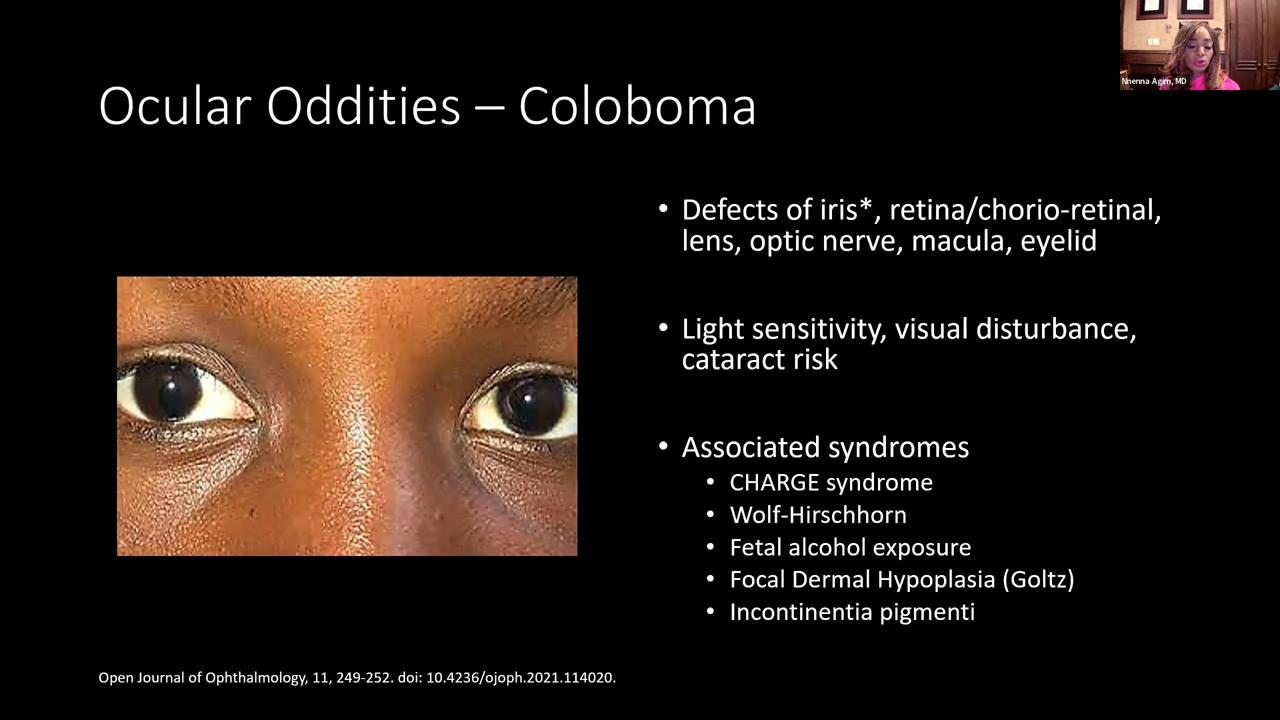 Nnenna Agim, MD
Ocular Oddities – Coloboma
• Defects of iris*, retina/chorio-retinal,
lens, optic nerve, macula, eyelid
• Light sensitivity, visual disturbance,
cataract risk
• Associated syndromes
• CHARGE syndrome
• Wolf-Hirschhorn
• Fetal alcohol exposure
• Focal Dermal Hypoplasia (Goltz)
• Incontinentia pigmenti
Open Journal of Ophthalmology, 11, 249-252. doi: 10.4236/ojoph.2021.114020.